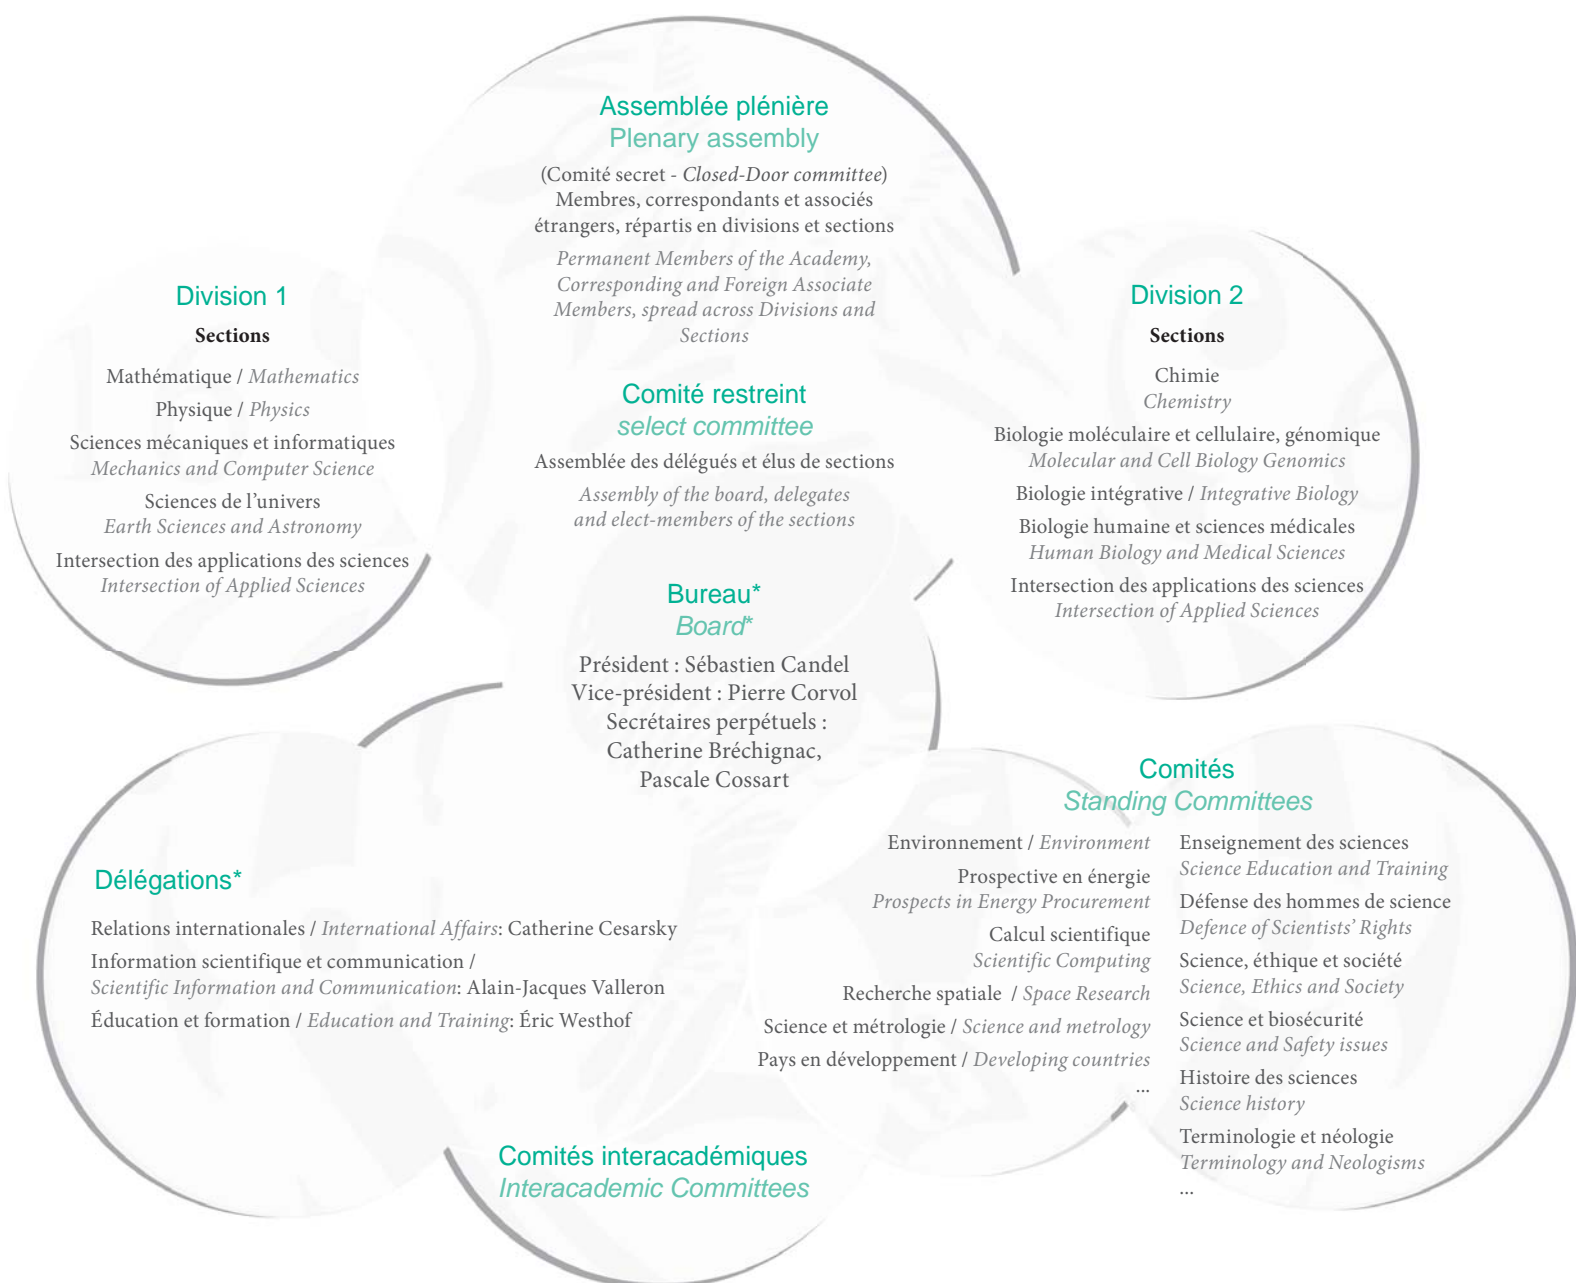 Assemblée plénière
Plenary assembly
(Comité secret - Closed-Door committee)
Membres, correspondants et associés
étrangers, répartis en divisions et sections
Permanent Members of the Academy,
Corresponding and Foreign Associate
Members, spread across Divisions and
Sections
Division 1
Sections
Mathématique / Mathematics
Physique / Physics
Sciences mécaniques et informatiques
Mechanics and Computer Science
Sciences de l'univers
Earth Sciences and Astronomy
Intersection des applications des sciences
Intersection of Applied Sciences
Comité restreint
select committee
Assemblée des délégués et élus de sections
Assembly of the board, delegates
and elect-members of the sections
Division 2
Sections
Chimie
Chemistry
Biologie moléculaire et cellulaire, génomique
Molecular and Cell Biology Genomics
Biologie intégrative / Integrative Biology
Biologie humaine et sciences médicales
Human Biology and Medical Sciences
Intersection des applications des sciences
Intersection of Applied Sciences
Bureau*
Board*
Président : Sébastien Candel
Vice-président : Pierre Corvol
Secrétaires perpétuels :
Catherine Bréchignac,
Pascale Cossart
Délégations*
Relations internationales / International Affairs: Catherine Cesarsky
Information scientifique et communication /
Scientific Information and Communication: Alain-Jacques Valleron
Éducation et formation / Education and Training: Éric Westhof
Comités
Standing Committees
Environnement / Environment
Prospective en énergie
Prospects in Energy Procurement
Calcul scientifique
Scientific Computing
Recherche spatiale / Space Research
Science et métrologie / Science and metrology
Pays en développement / Developing countries
...
Enseignement des sciences
Science Education and Training
Défense des hommes de science
Defence of Scientists' Rights
Science, éthique et société
Science, Ethics and Society
Science et biosécurité
Science and Safety issues
Histoire des sciences
Science history
Terminologie et néologie
Terminology and Neologisms
...
Comités interacadémiques
Interacademic Committees